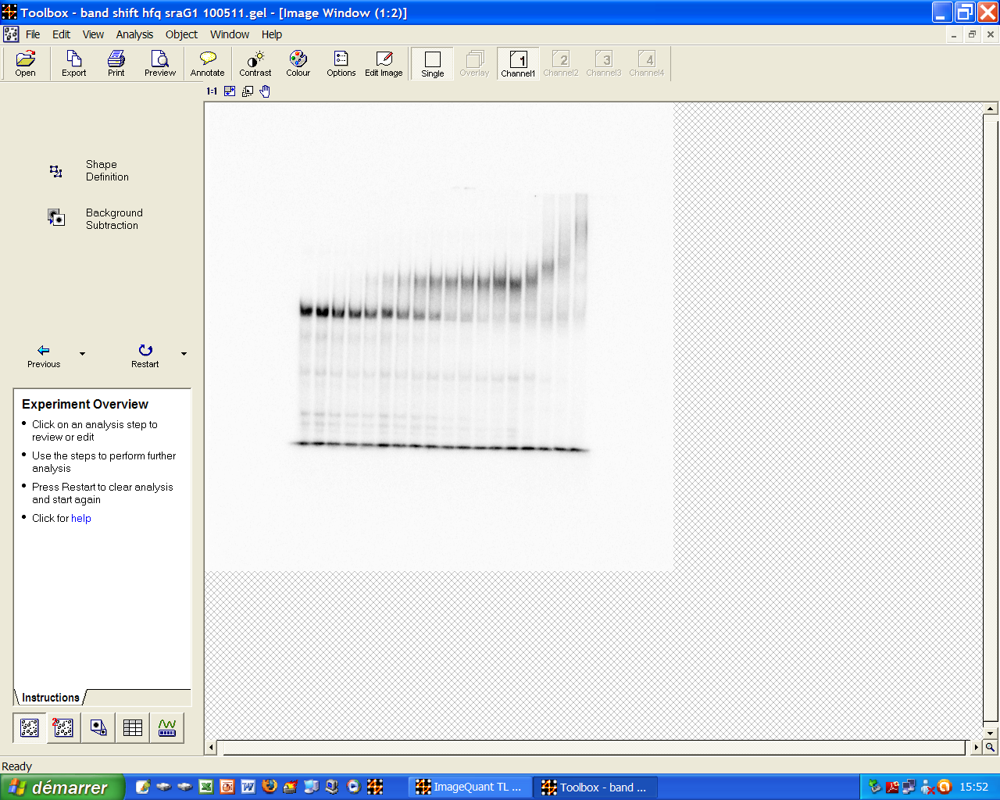 Toolbox - band shift hfq sraG1 100511.gel - [Image Window (1:2)]
File Edit View Analysis Object Window Help
Open Export Print Preview Annotate Contrast Colour Options Edit Image Single Overlay Channel1 Channel2 Channel3 Channel4
1=1
Shape
Definition
Background
Subtraction
Previous Restart
Experiment Overview
• Click on an analysis step to
review or edit
• Use the steps to perform further
analysis
• Press Restart to clear analysis
and start again
• Click for help
Instructions
Ready
démarrer ImageQuant TL ... Toolbox - band ... 15:52